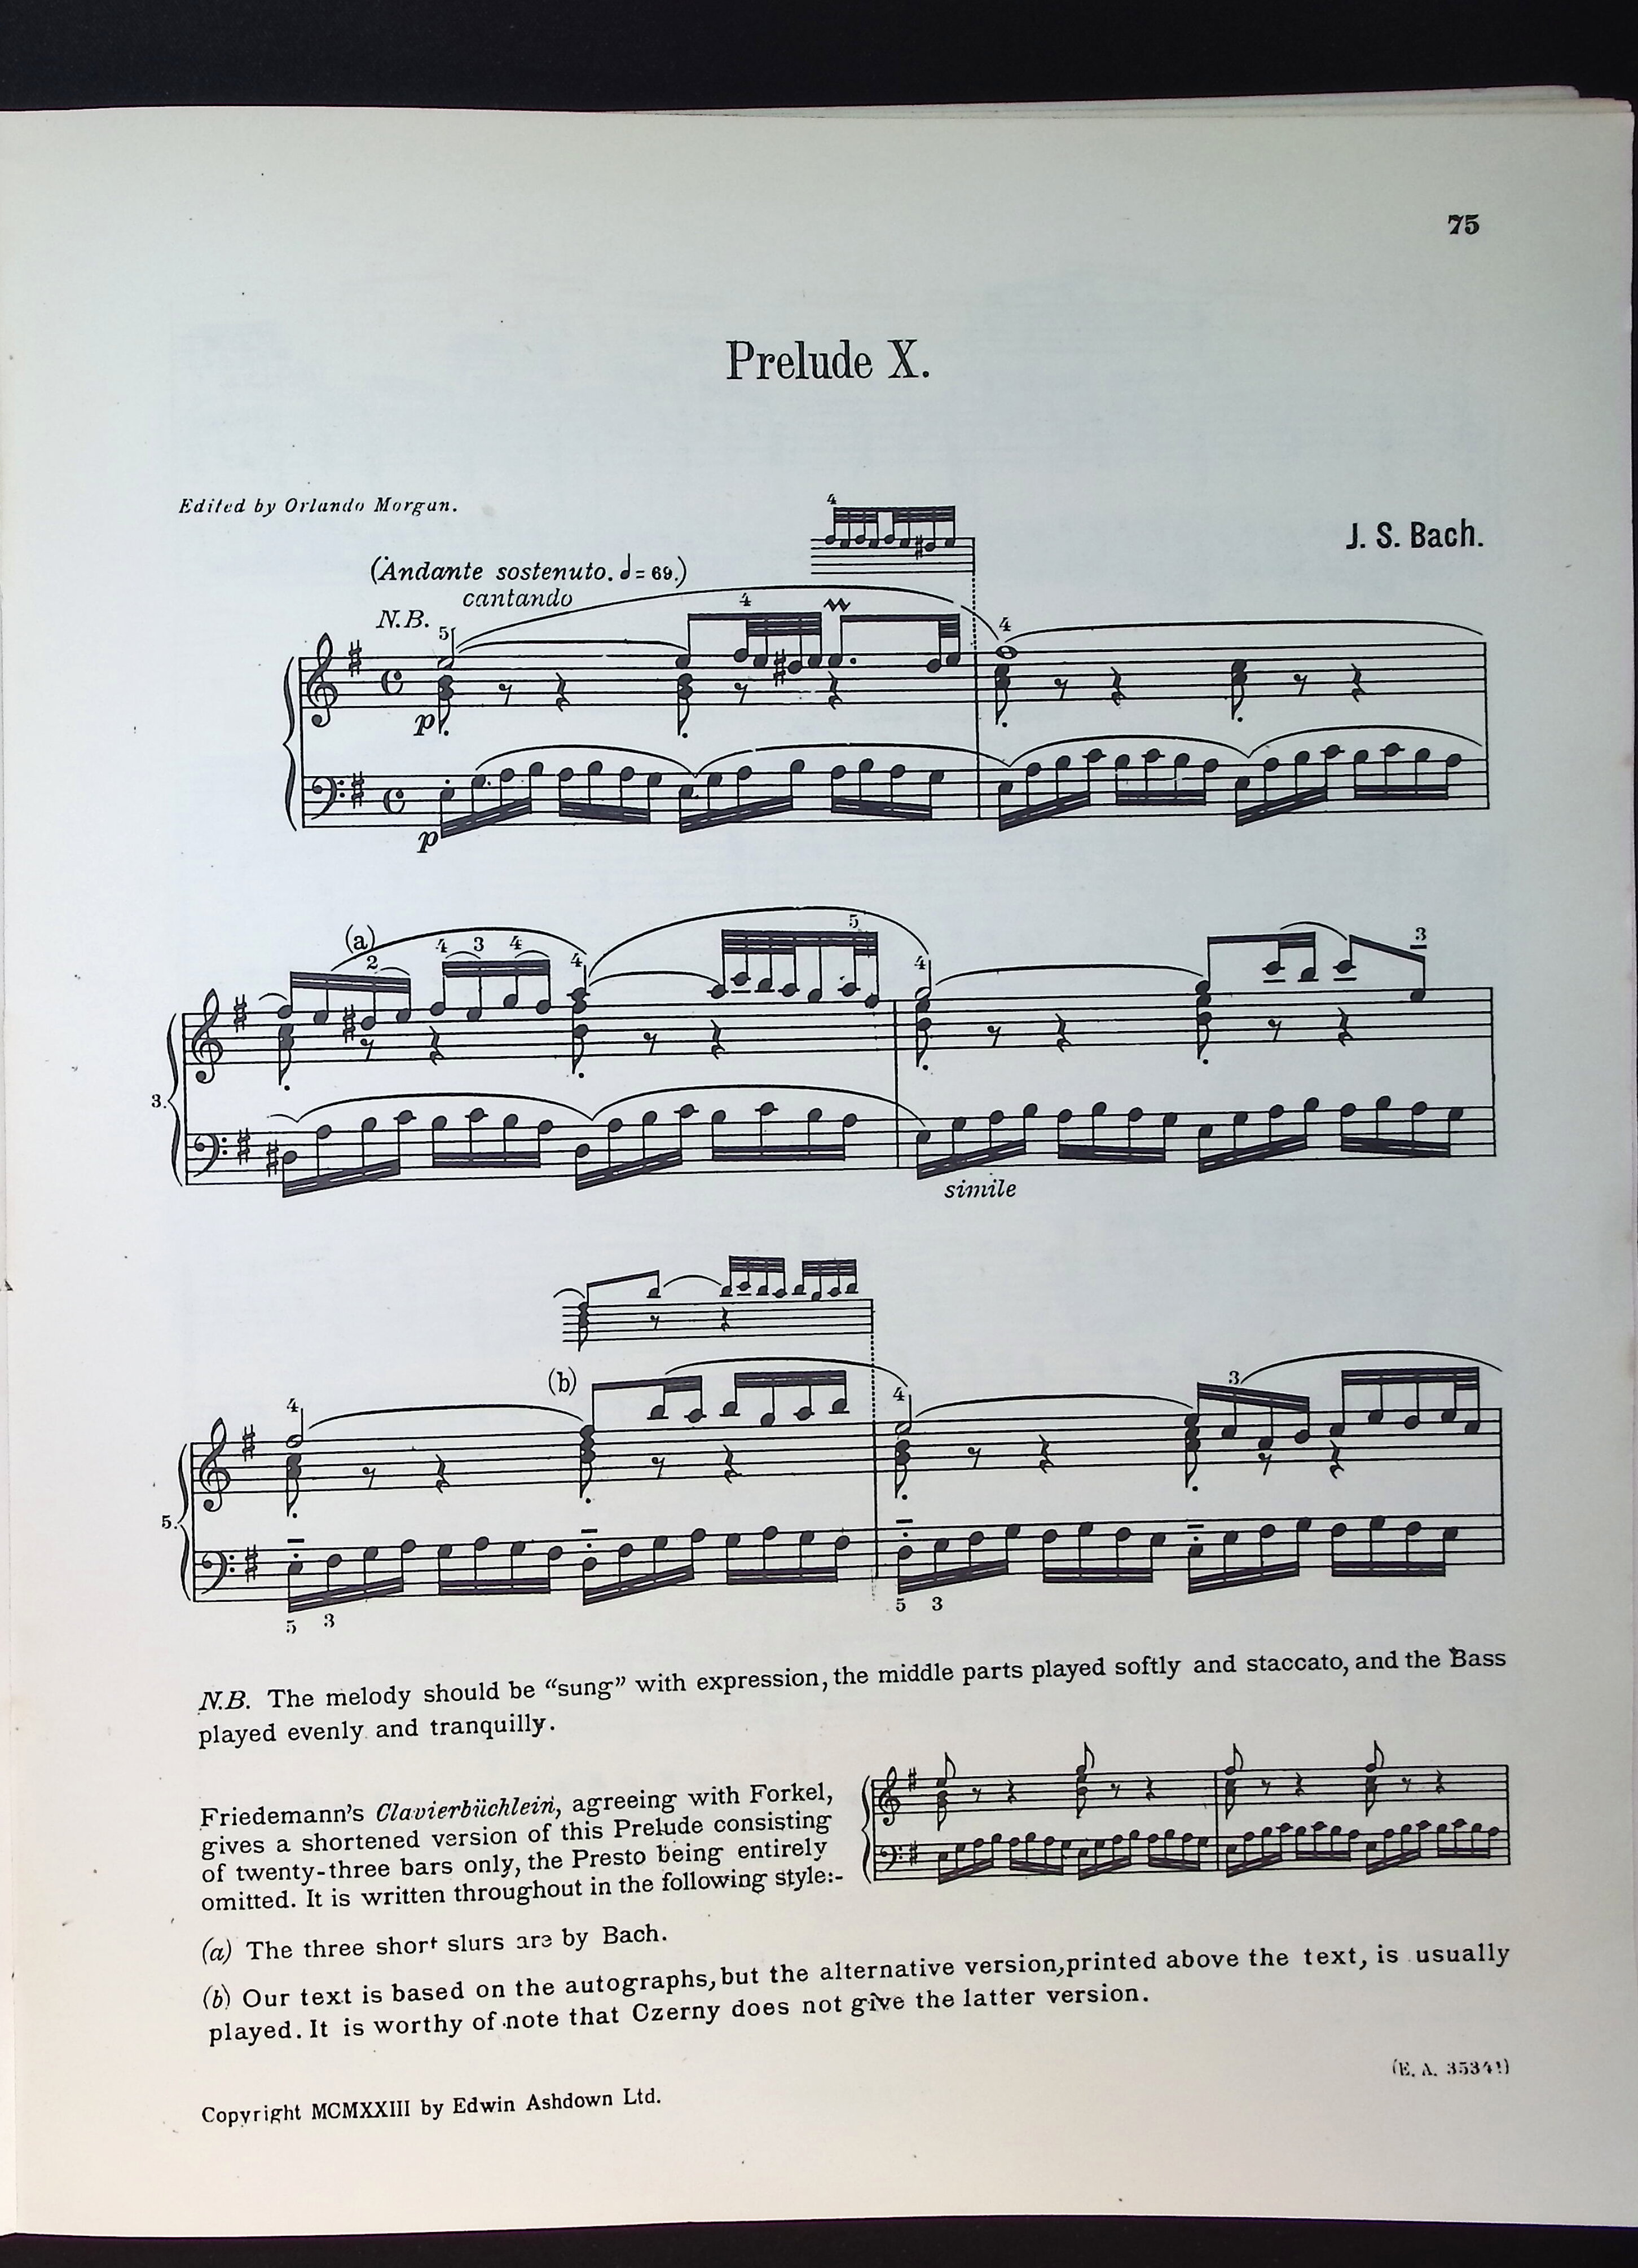 75
Prelude X.
Edited by Orlando Morgan.
J. S. Bach.
4
(Andante sostenuto. ♩= 69.)
cantando
N.B.
5
4
4
p
p
(a)
2
4 3 4
4
5
4
3
3.
simile
(b)
4
4
3
5.
5 3
5 3
N.B. The melody should be “sung” with expression, the middle parts played softly and staccato, and the Bass
played evenly and tranquilly.
Friedemann's Clavierbüchlein, agreeing with Forkel,
gives a shortened version of this Prelude consisting
of twenty-three bars only, the Presto being entirely
omitted. It is written throughout in the following style:-
(a) The three short slurs are by Bach.
(b) Our text is based on the autographs, but the alternative version, printed above the text, is usually
played. It is worthy of note that Czerny does not give the latter version.
(E. A. 35341)
Copyright MCMXXIII by Edwin Ashdown Ltd.